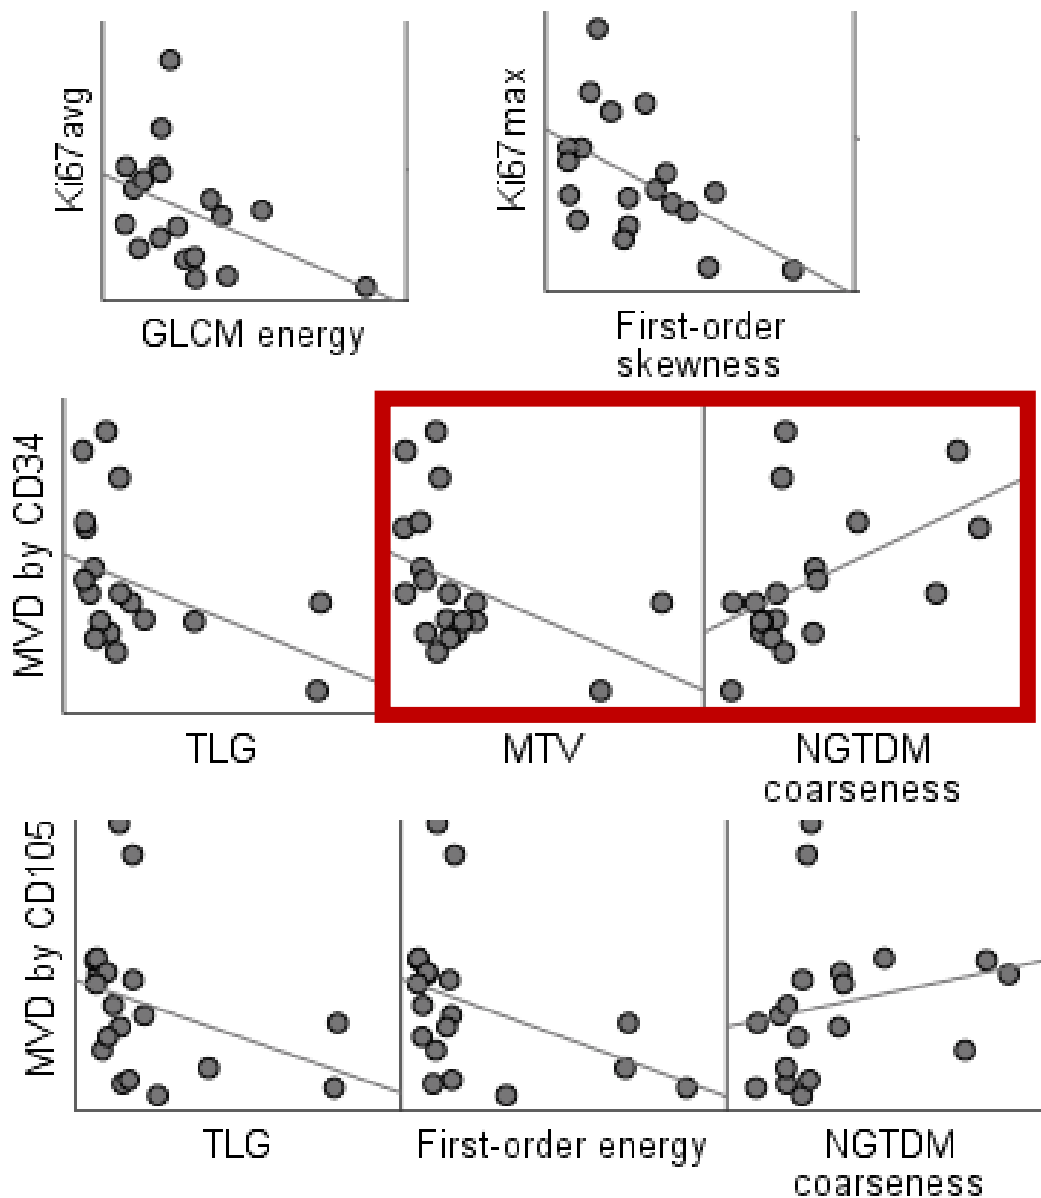 Ki67avg
Ki67max
GLCM energy
First-order
skewness
MVD by CD34
TLG
MTV
NGTDM
coarseness
MVD by CD105
TLG
First-order energy
NGTDM
coarseness